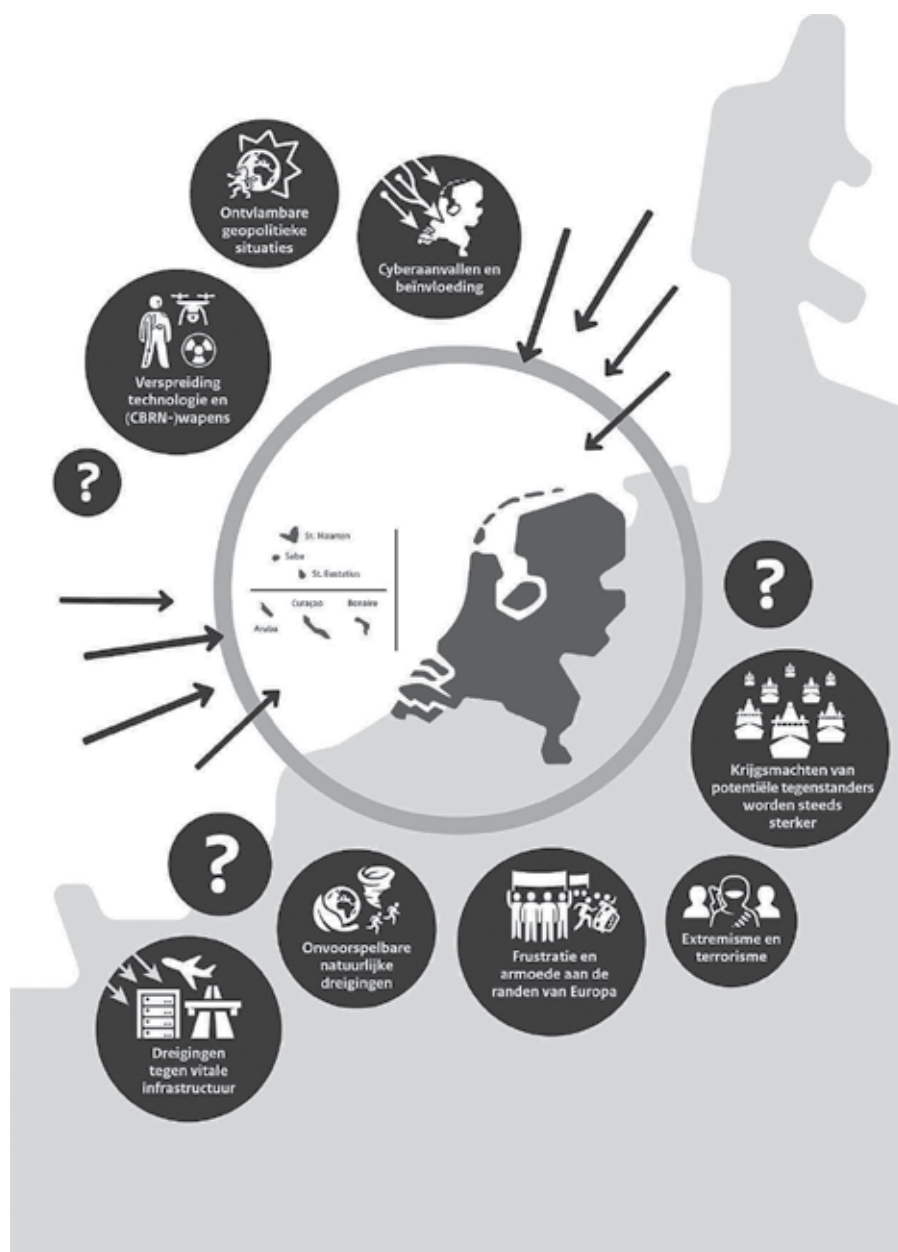 Ontvlambare
geopolitieke
situaties
Cyberaanvallen en
beïnvloeding
Verspreiding
technologie en
(CBRN-)wapens
?
St. Maarten
Saba
St. Eustatius
Aruba
Curaçao
Bonaire
?
Krijgsmachten van
potentiële tegenstanders
worden steeds
sterker
?
Onvoorspelbare
natuurlijke
dreigingen
Frustratie en
armoede aan de
randen van Europa
Extremisme en
terrorisme
Dreigingen
tegen vitale
infrastructuur